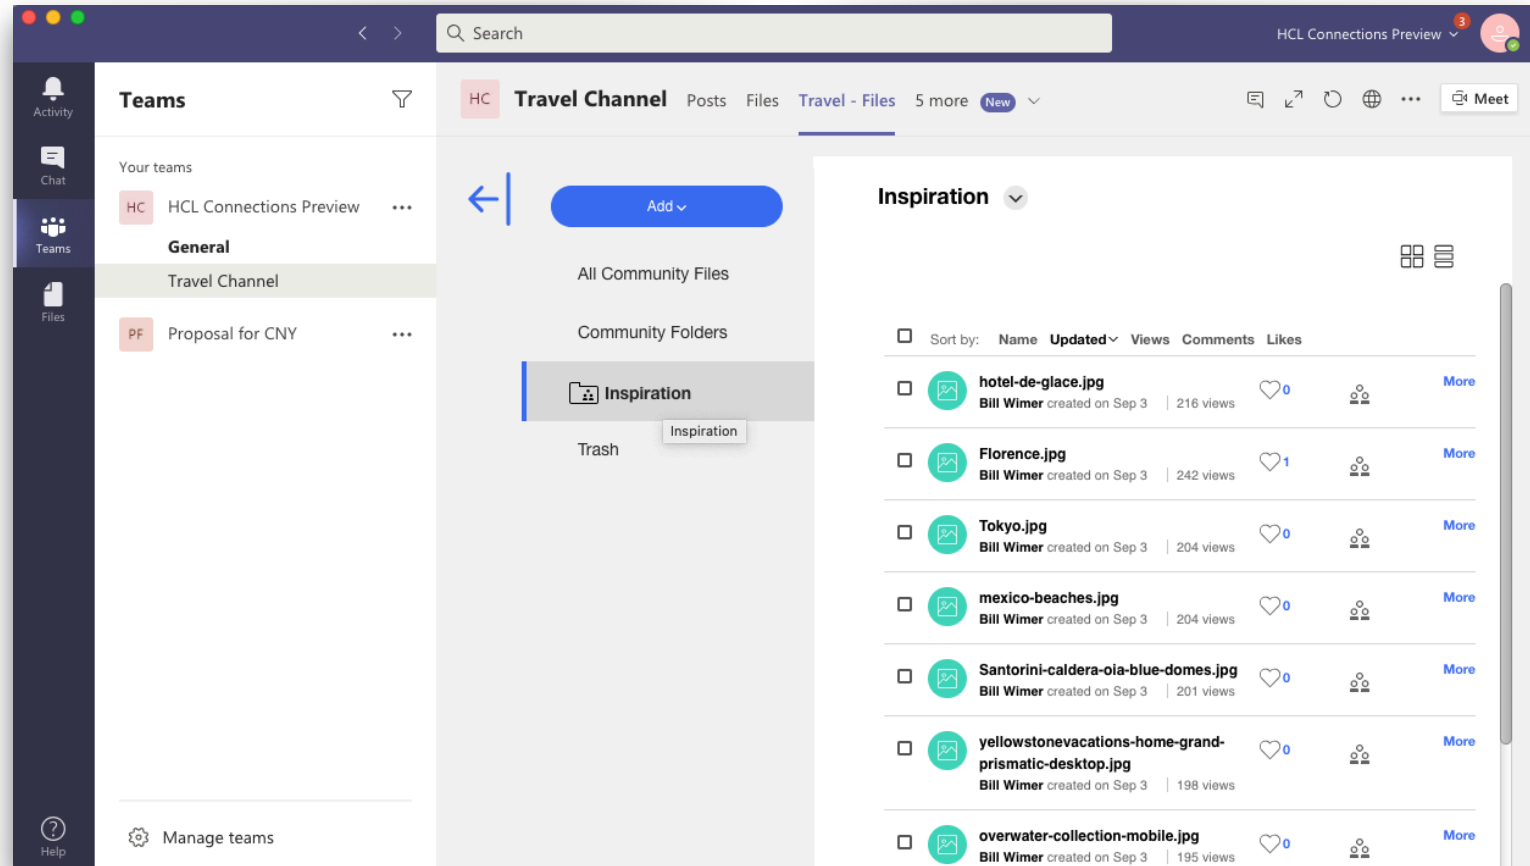 Search
HCL Connections Preview
3
Activity
Chat
Teams
Files
Help
Teams
Your teams
HC HCL Connections Preview
General
Travel Channel
PF Proposal for CNY
Manage teams
HC Travel Channel Posts Files Travel - Files 5 more New
Meet
Add
All Community Files
Community Folders
Inspiration
Inspiration
Trash
Inspiration
Sort by: Name Updated Views Comments Likes
hotel-de-glace.jpg
Bill Wimer created on Sep 3 | 216 views
0
More
Florence.jpg
Bill Wimer created on Sep 3 | 242 views
1
More
Tokyo.jpg
Bill Wimer created on Sep 3 | 204 views
0
More
mexico-beaches.jpg
Bill Wimer created on Sep 3 | 204 views
0
More
Santorini-caldera-oia-blue-domes.jpg
Bill Wimer created on Sep 3 | 201 views
0
More
yellowstonevacations-home-grand-
prismatic-desktop.jpg
Bill Wimer created on Sep 3 | 198 views
0
More
overwater-collection-mobile.jpg
Bill Wimer created on Sep 3 | 195 views
0
More